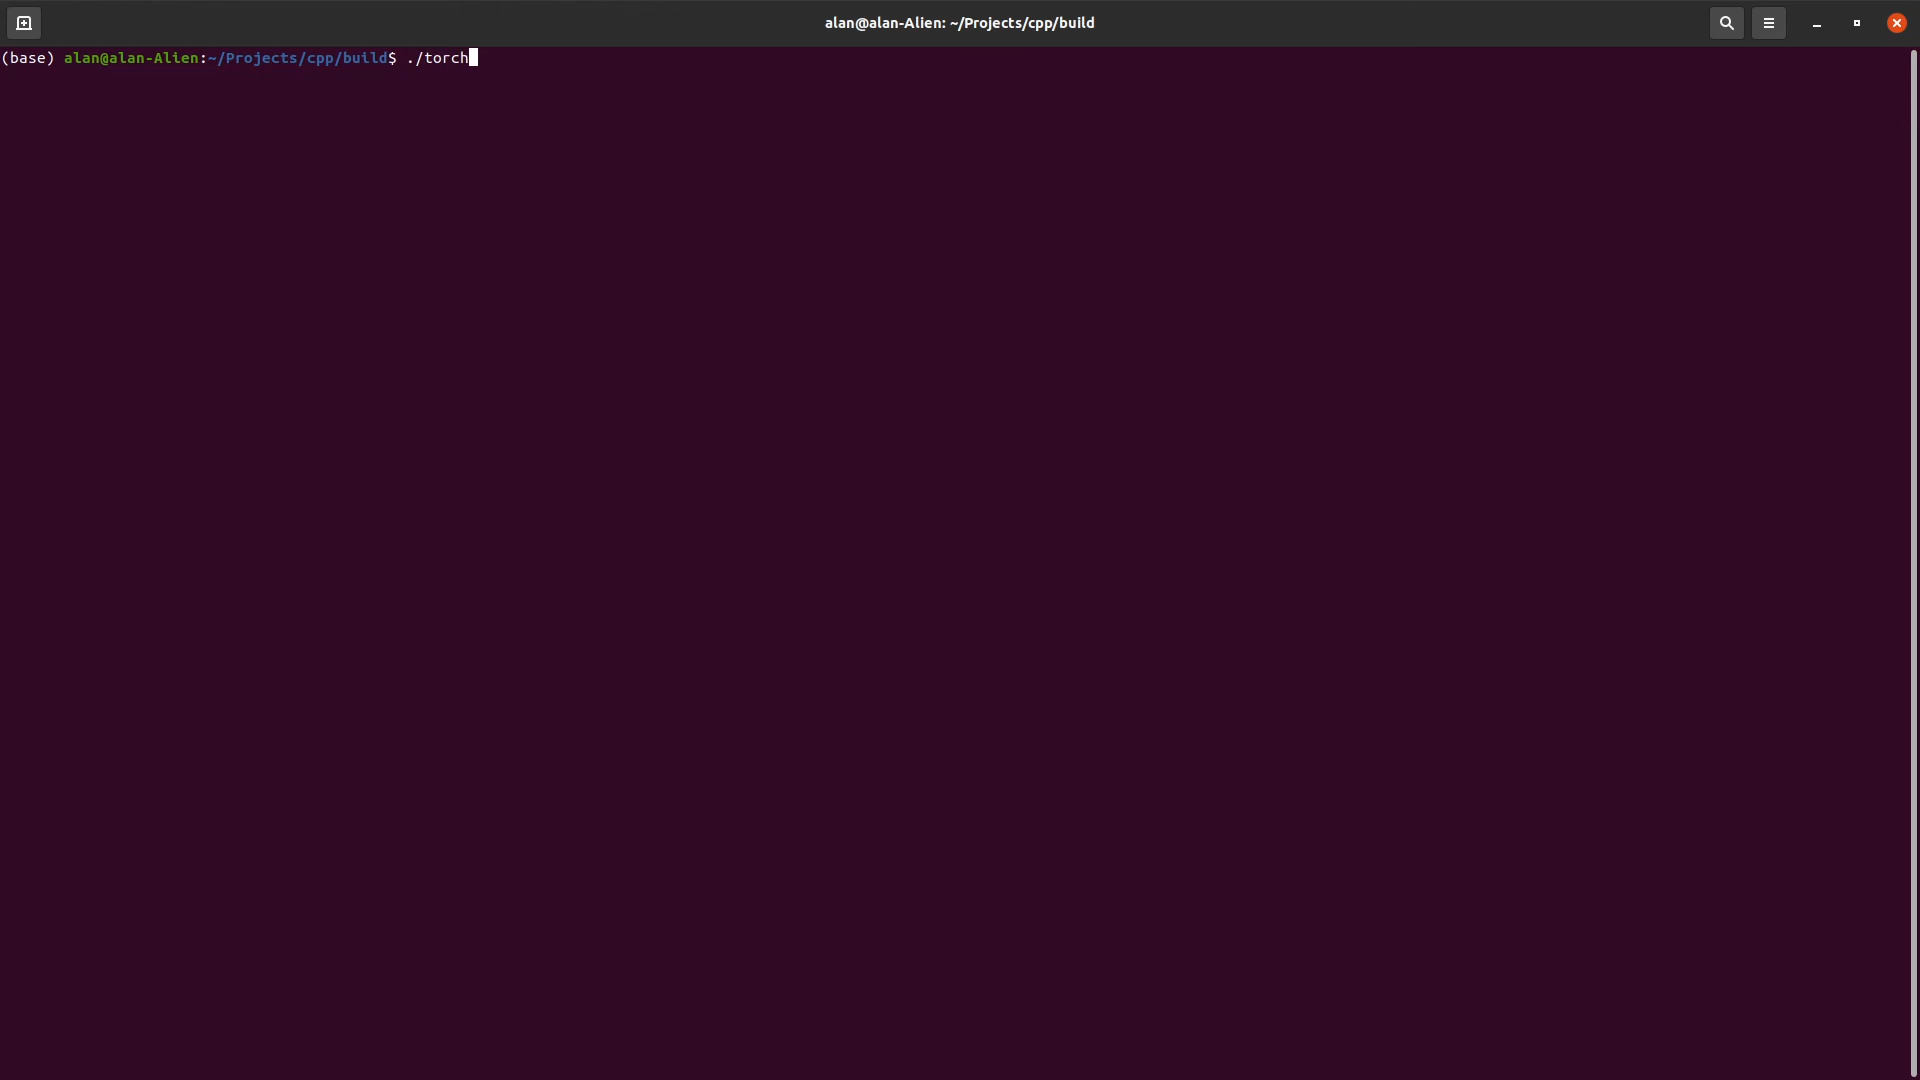 alan@alan-Alien: ~/Projects/cpp/build
(base) alan@alan-Alien:~/Projects/cpp/build$ ./torch